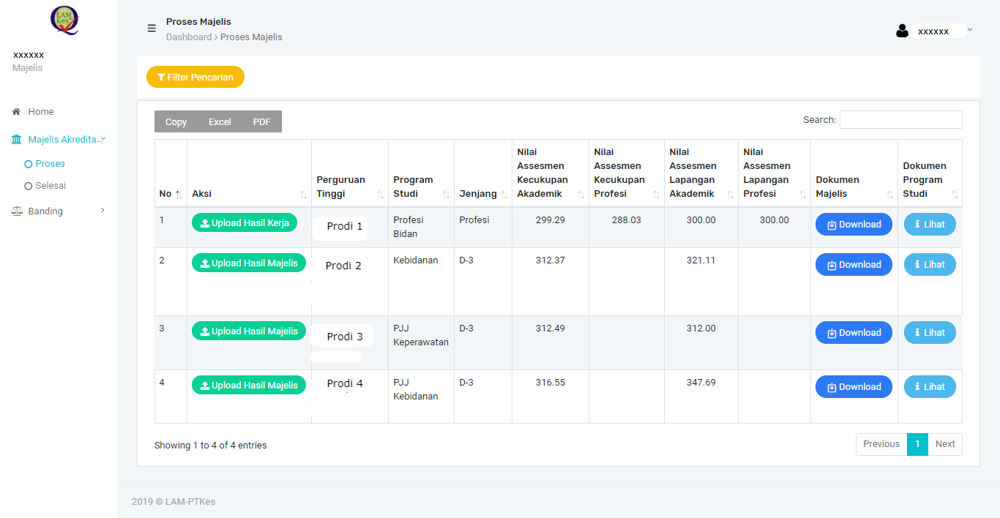 LAM
Kes
xxxxxx
Majelis
Home
Majelis Akredita...
Proses
Selesai
Banding
Proses Majelis
Dashboard > Proses Majelis
xxxxxx
Filter Pencarian
Copy Excel PDF
Search:
No Aksi Perguruan Tinggi Program Studi Jenjang Nilai Assesmen Kecukupan Akademik Nilai Assesmen Kecukupan Profesi Nilai Assesmen Lapangan Akademik Nilai Assesmen Lapangan Profesi Dokumen Majelis Dokumen Program Studi
1 Upload Hasil Kerja Prodi 1 Profesi Bidan Profesi 299.29 288.03 300.00 300.00 Download Lihat
2 Upload Hasil Majelis Prodi 2 Kebidanan D-3 312.37 321.11 Download Lihat
3 Upload Hasil Majelis Prodi 3 PJJ Keperawatan D-3 312.49 312.00 Download Lihat
4 Upload Hasil Majelis Prodi 4 PJJ Kebidanan D-3 316.55 347.69 Download Lihat
Showing 1 to 4 of 4 entries
Previous 1 Next
2019 © LAM-PTKes